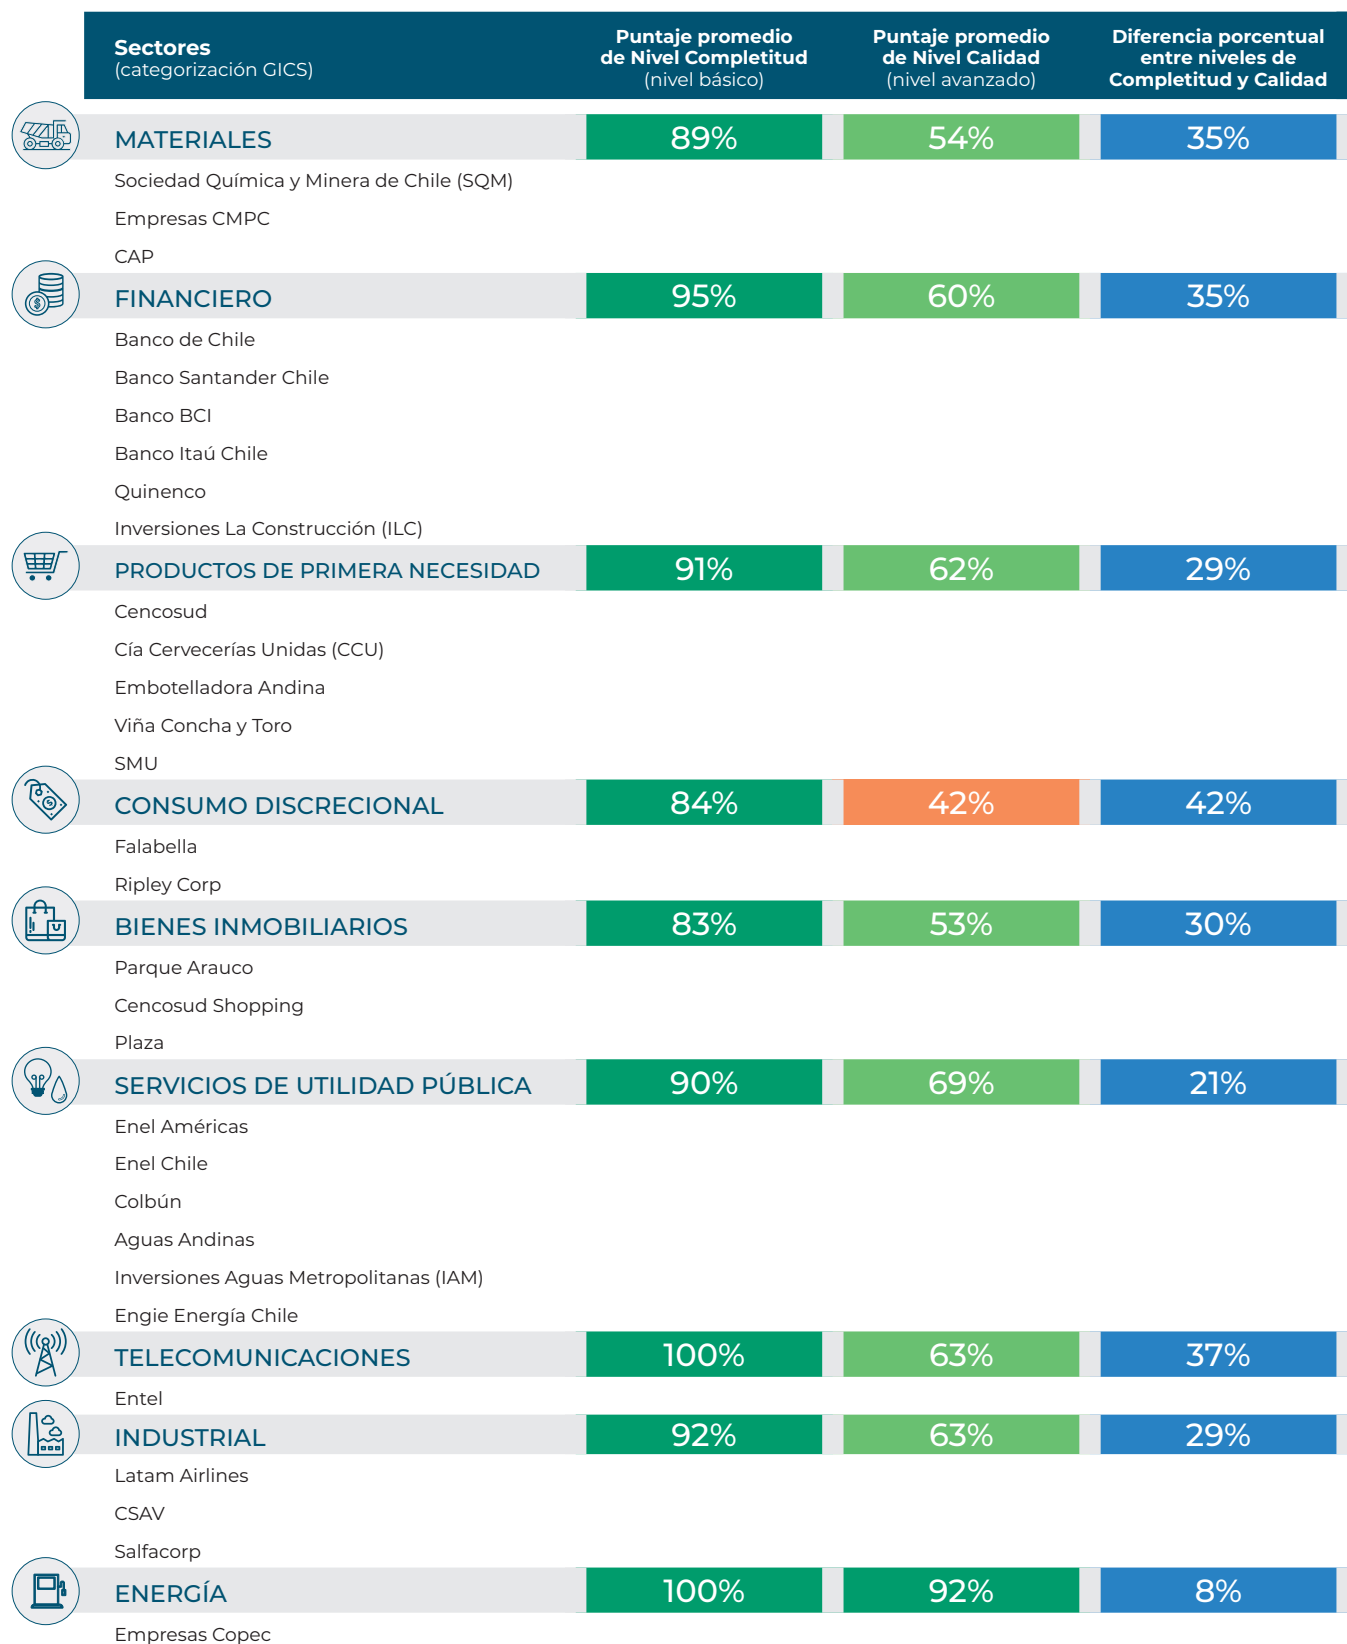 Sectores
(categorización GICS)
Puntaje promedio
de Nivel Completitud
(nivel básico)
Puntaje promedio
de Nivel Calidad
(nivel avanzado)
Diferencia porcentual
entre niveles de
Completitud y Calidad
MATERIALES 89% 54% 35%
Sociedad Química y Minera de Chile (SQM)
Empresas CMPC
CAP
FINANCIERO 95% 60% 35%
Banco de Chile
Banco Santander Chile
Banco BCI
Banco Itaú Chile
Quinenco
Inversiones La Construcción (ILC)
PRODUCTOS DE PRIMERA NECESIDAD 91% 62% 29%
Cencosud
Cía Cervecerías Unidas (CCU)
Embotelladora Andina
Viña Concha y Toro
SMU
CONSUMO DISCRECIONAL 84% 42% 42%
Falabella
Ripley Corp
BIENES INMOBILIARIOS 83% 53% 30%
Parque Arauco
Cencosud Shopping
Plaza
SERVICIOS DE UTILIDAD PÚBLICA 90% 69% 21%
Enel Américas
Enel Chile
Colbún
Aguas Andinas
Inversiones Aguas Metropolitanas (IAM)
Engie Energía Chile
TELECOMUNICACIONES 100% 63% 37%
Entel
INDUSTRIAL 92% 63% 29%
Latam Airlines
CSAV
Salfacorp
ENERGÍA 100% 92% 8%
Empresas Copec